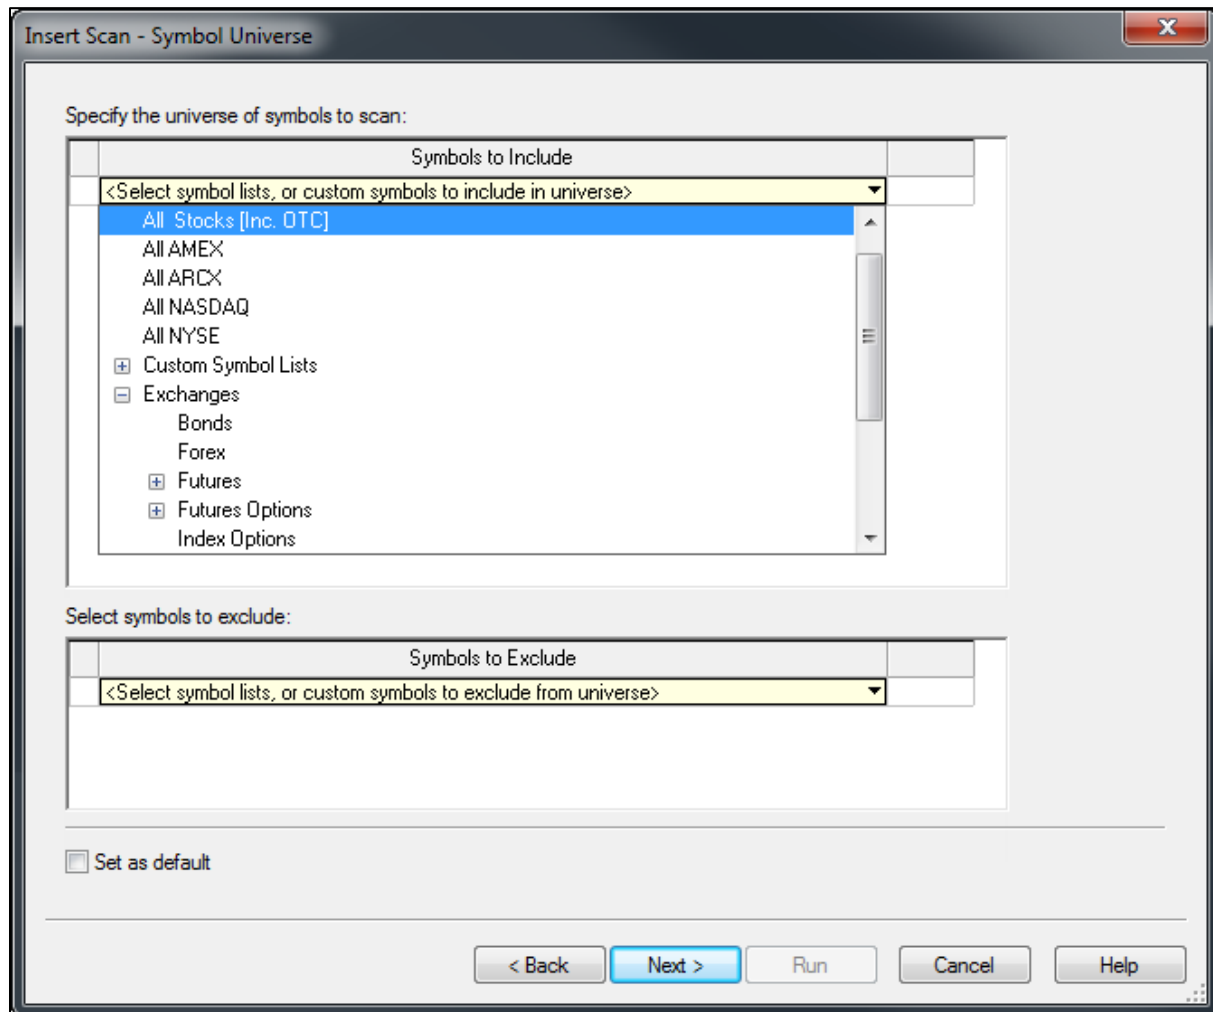 Insert Scan - Symbol Universe
Specify the universe of symbols to scan:
Symbols to Include
<Select symbol lists, or custom symbols to include in universe>
All  Stocks [Inc. OTC]
All AMEX
All ARCX
All NASDAQ
All NYSE
Custom Symbol Lists
Exchanges
Bonds
Forex
Futures
Futures Options
Index Options
Select symbols to exclude:
Symbols to Exclude
<Select symbol lists, or custom symbols to exclude from universe>
Set as default
< Back Next > Run Cancel Help